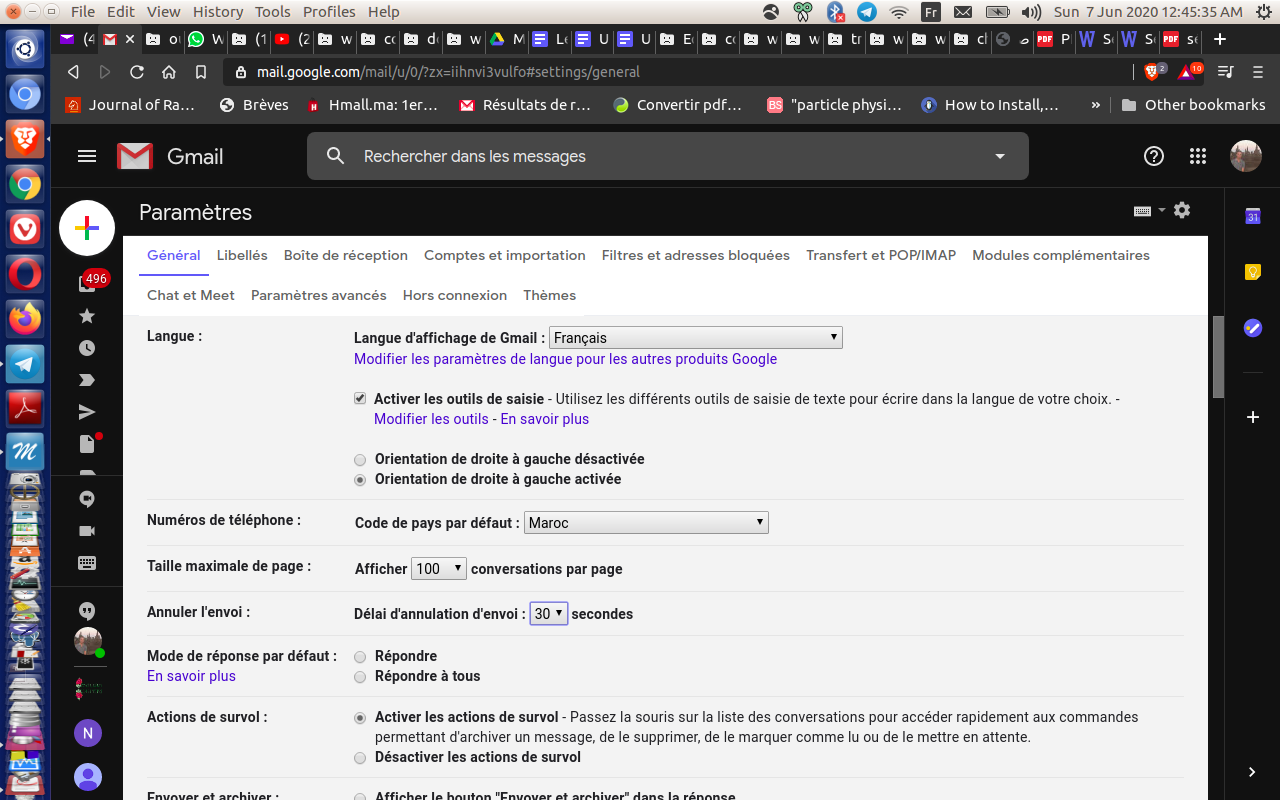 File Edit View History Tools Profiles Help
Fr
Sun 7 Jun 2020 12:45:35 AM
mail.google.com/mail/u/0/?zx=iihnvi3vulfo#settings/general
2
10
Journal of Ra...
Brèves
Hmall.ma: 1er...
Résultats de r...
Convertir pdf...
"particle physi...
How to Install,...
»
Other bookmarks
Gmail
Rechercher dans les messages
Paramètres
31
496
Général Libellés Boîte de réception Comptes et importation Filtres et adresses bloquées Transfert et POP/IMAP Modules complémentaires
Chat et Meet Paramètres avancés Hors connexion Thèmes
Langue :
Langue d'affichage de Gmail : Français
Modifier les paramètres de langue pour les autres produits Google
Activer les outils de saisie - Utilisez les différents outils de saisie de texte pour écrire dans la langue de votre choix. -
Modifier les outils - En savoir plus
Orientation de droite à gauche désactivée
Orientation de droite à gauche activée
Numéros de téléphone :
Code de pays par défaut : Maroc
Taille maximale de page :
Afficher 100 conversations par page
Annuler l'envoi :
Délai d'annulation d'envoi : 30 secondes
Mode de réponse par défaut :
En savoir plus
Répondre
Répondre à tous
Actions de survol :
Activer les actions de survol - Passez la souris sur la liste des conversations pour accéder rapidement aux commandes
permettant d'archiver un message, de le supprimer, de le marquer comme lu ou de le mettre en attente.
Désactiver les actions de survol
N
Envoyer et archiver :
Afficher le bouton "Envoyer et archiver" dans la réponse